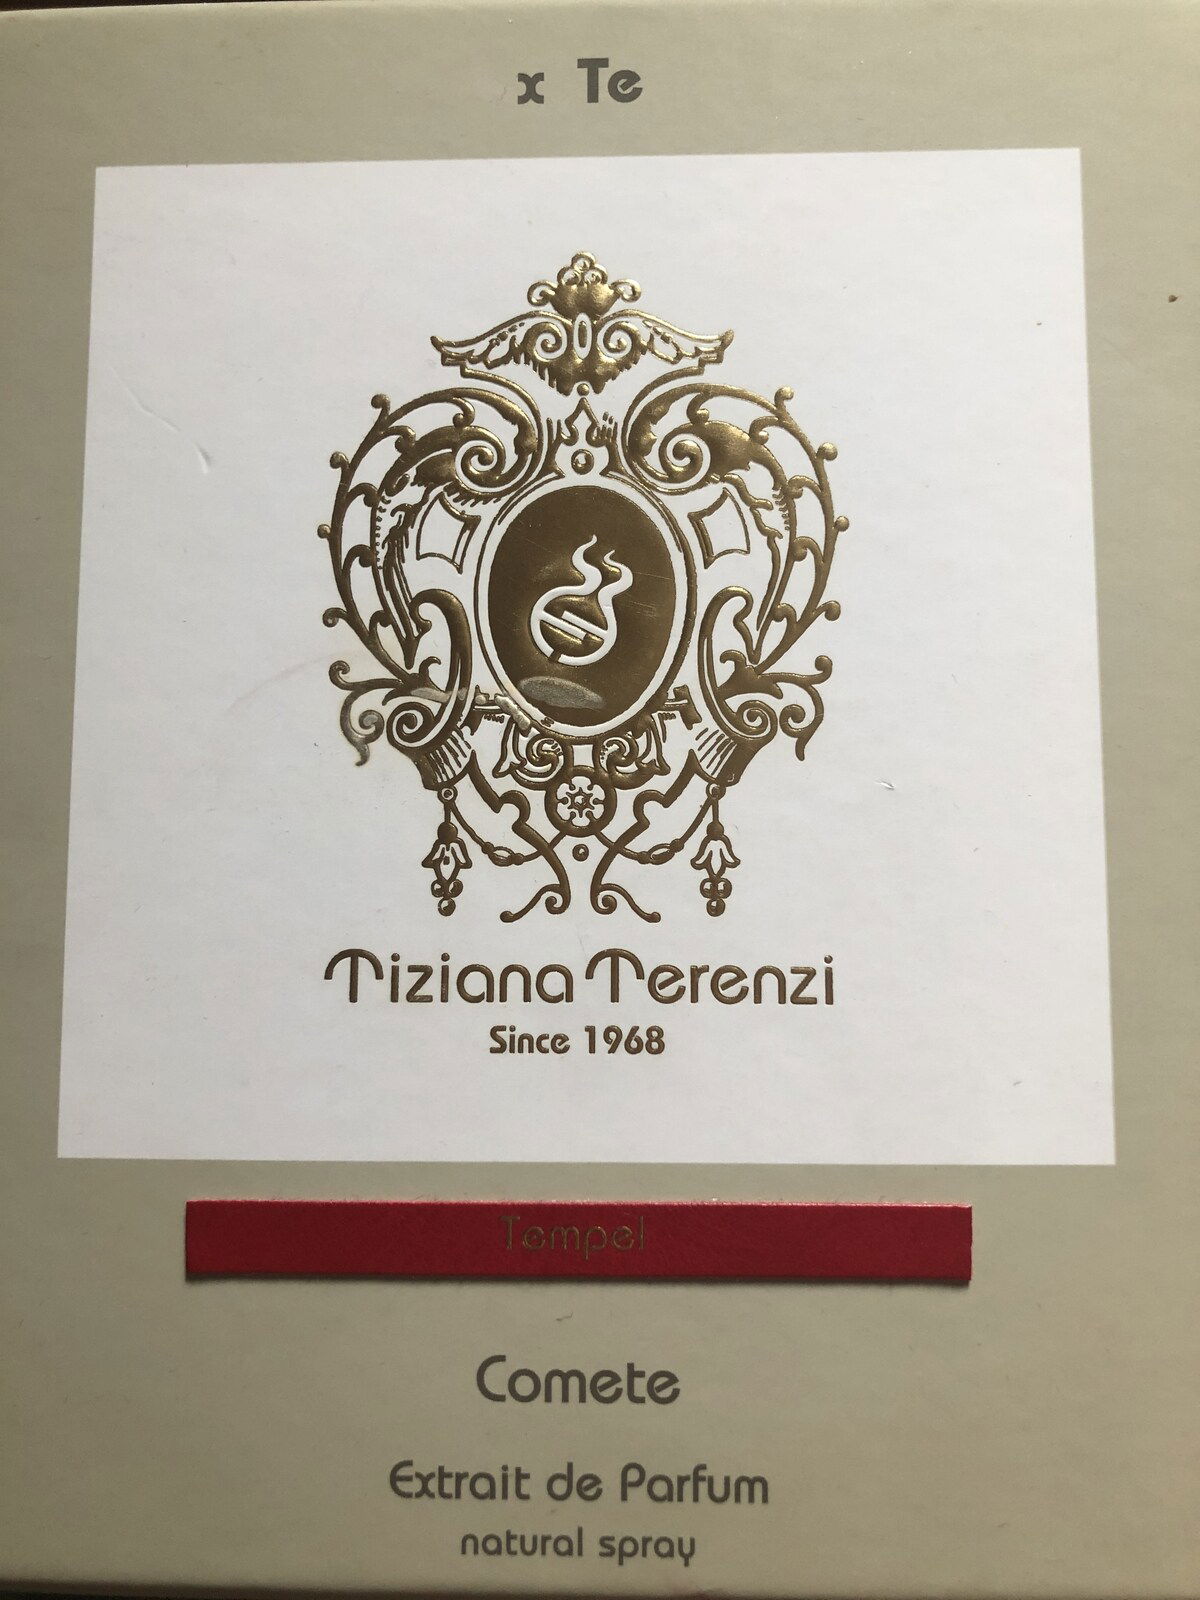 x Te
Tiziana Terenzi
Since 1968
Tempel
Comete
Extrait de Parfum
natural spray